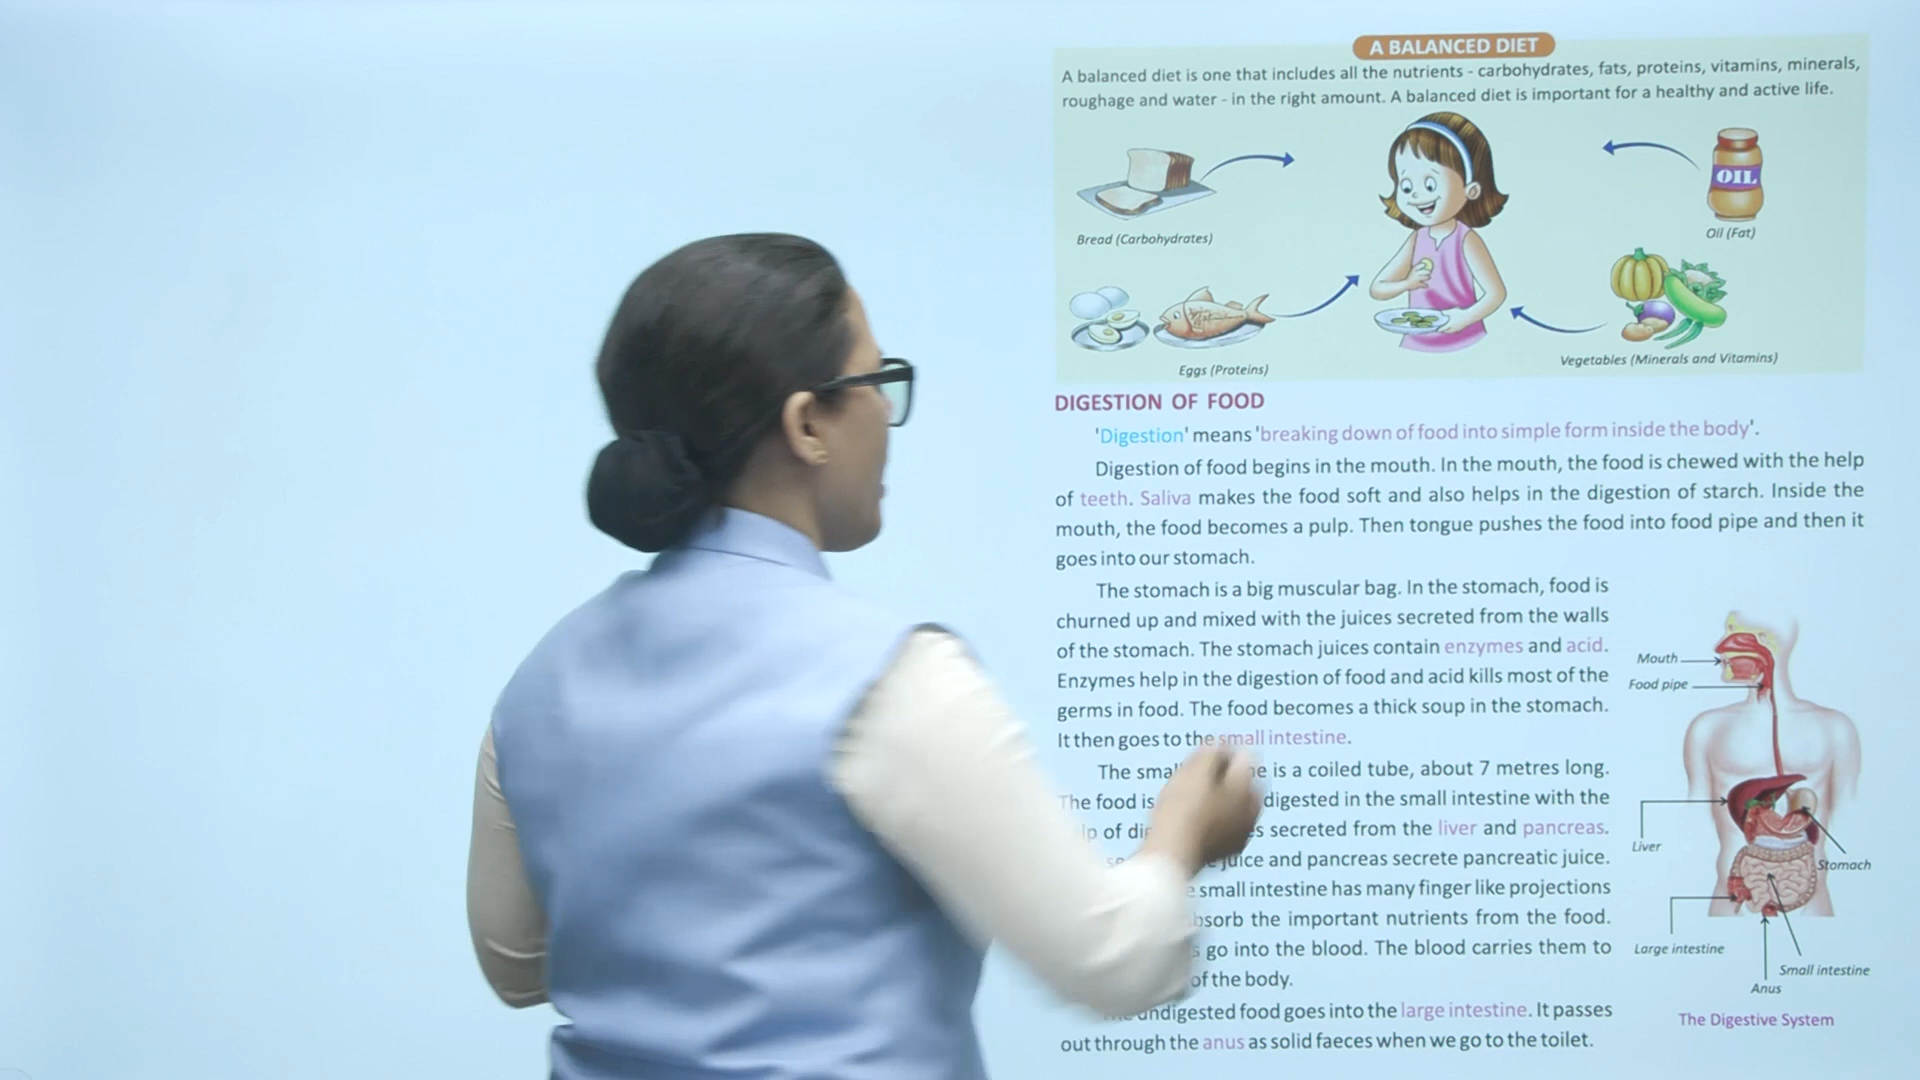 A BALANCED DIET
A balanced diet is one that includes all the nutrients - carbohydrates, fats, proteins, vitamins, minerals,
roughage and water - in the right amount. A balanced diet is important for a healthy and active life.
OIL
Bread (Carbohydrates)
Oil (Fat)
Eggs (Proteins)
Vegetables (Minerals and Vitamins)
DIGESTION OF FOOD
'Digestion' means 'breaking down of food into simple form inside the body'.
Digestion of food begins in the mouth. In the mouth, the food is chewed with the help
of teeth. Saliva makes the food soft and also helps in the digestion of starch. Inside the
mouth, the food becomes a pulp. Then tongue pushes the food into food pipe and then it
goes into our stomach.
The stomach is a big muscular bag. In the stomach, food is
churned up and mixed with the juices secreted from the walls
of the stomach. The stomach juices contain enzymes and acid.
Enzymes help in the digestion of food and acid kills most of the
germs in food. The food becomes a thick soup in the stomach.
It then goes to the small intestine.
The is a coiled tube, about 7 metres long.
The food is digested in the small intestine with the
of secreted from the liver and pancreas.
juice and pancreas secrete pancreatic juice.
small intestine has many finger like projections
the important nutrients from the food.
go into the blood. The blood carries them to
of the body.
undigested food goes into the large intestine. It passes
out through the anus as solid faeces when we go to the toilet.
Mouth
Food pipe
Liver
Stomach
Large intestine
Small intestine
Anus
The Digestive System